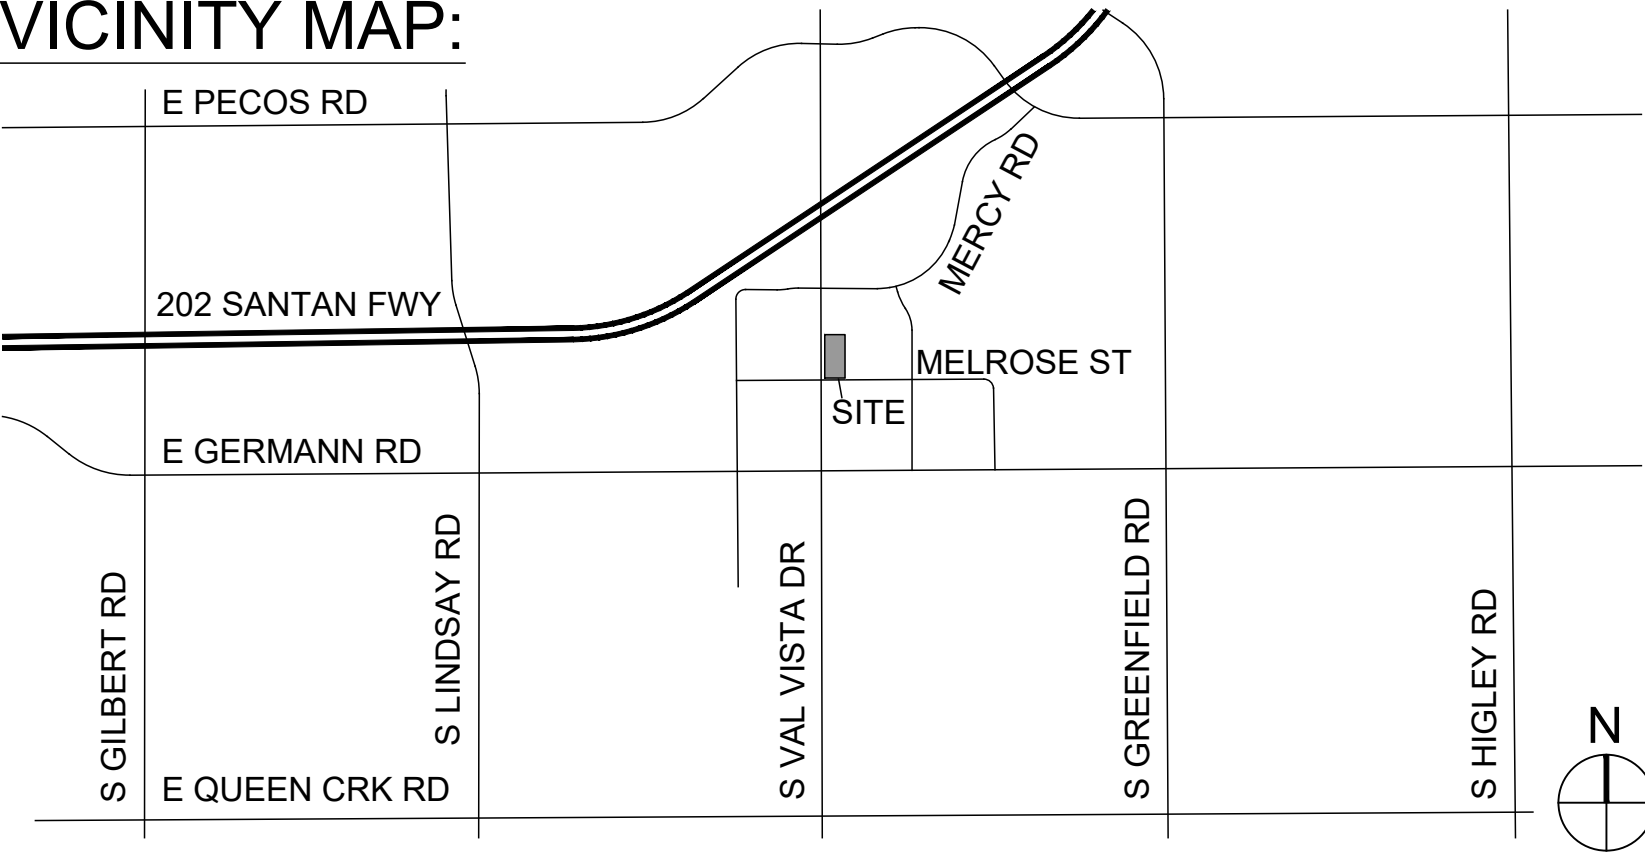 VICINITY MAP:
E PECOS RD
MERCY RD
202 SANTAN FWY
MELROSE ST
SITE
E GERMANN RD
S GILBERT RD
S LINDSAY RD
S VAL VISTA DR
S GREENFIELD RD
S HIGLEY RD
N
E QUEEN CRK RD